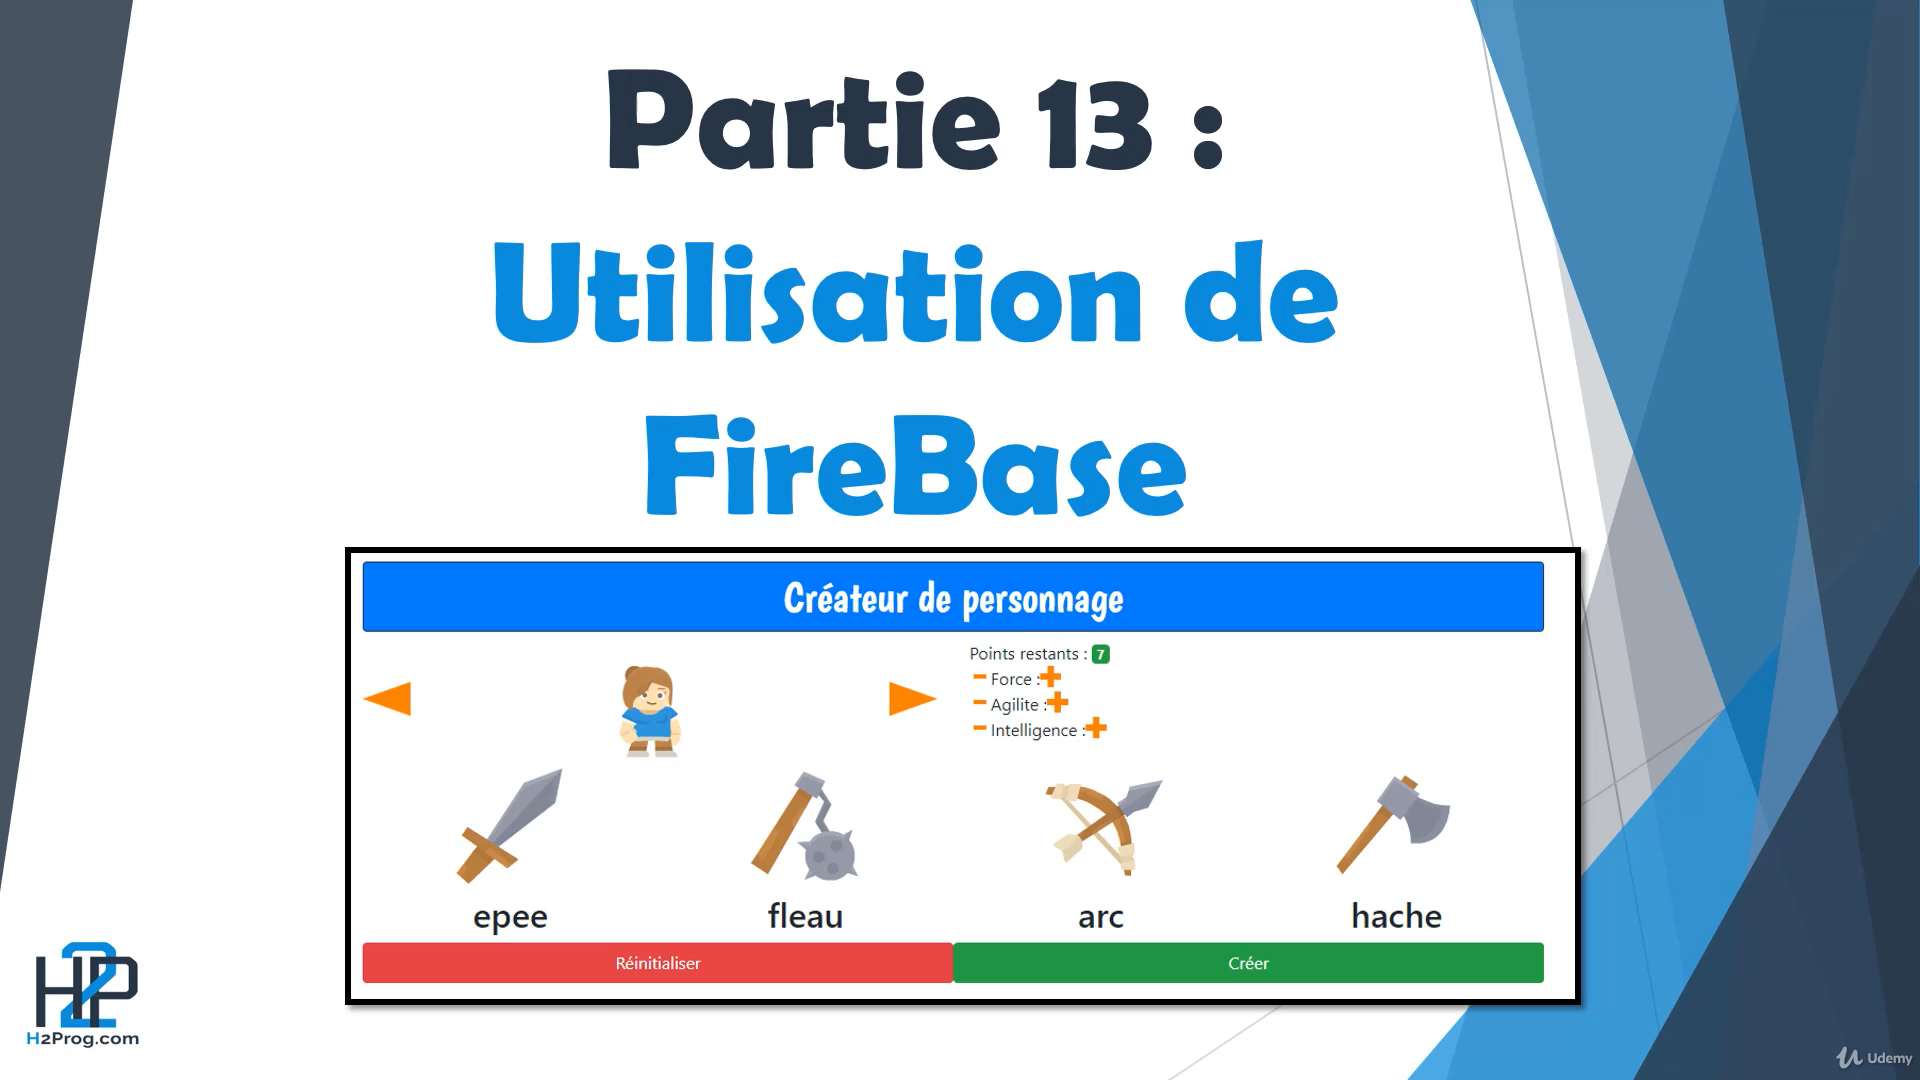 Partie 13 :
Utilisation de
FireBase
Créateur de personnage
Points restants : 7
Force :
Agilite :
Intelligence :
epee fleau arc hache
Réinitialiser Créer
H2P
H2Prog.com
Udemy